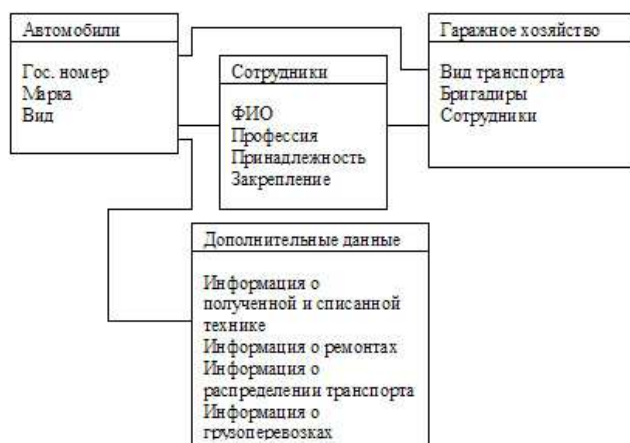 Автомобили
Гос. номер
Марка
Вид
Сотрудники
ФИО
Профессия
Принадлежность
Закрепление
Гаражное хозяйство
Вид транспорта
Бригадиры
Сотрудники
Дополнительные данные
Информация о
полученной и списанной
технике
Информация о ремонтах
Информация о
распределении транспорта
Информация о
грузоперевозках